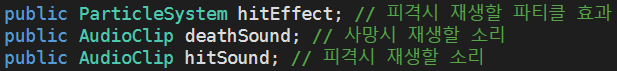 public ParticleSystem hitEffect; // 피격시 재생할 파티클 효과
public AudioClip deathSound; // 사망시 재생할 소리
public AudioClip hitSound; // 피격시 재생할 소리